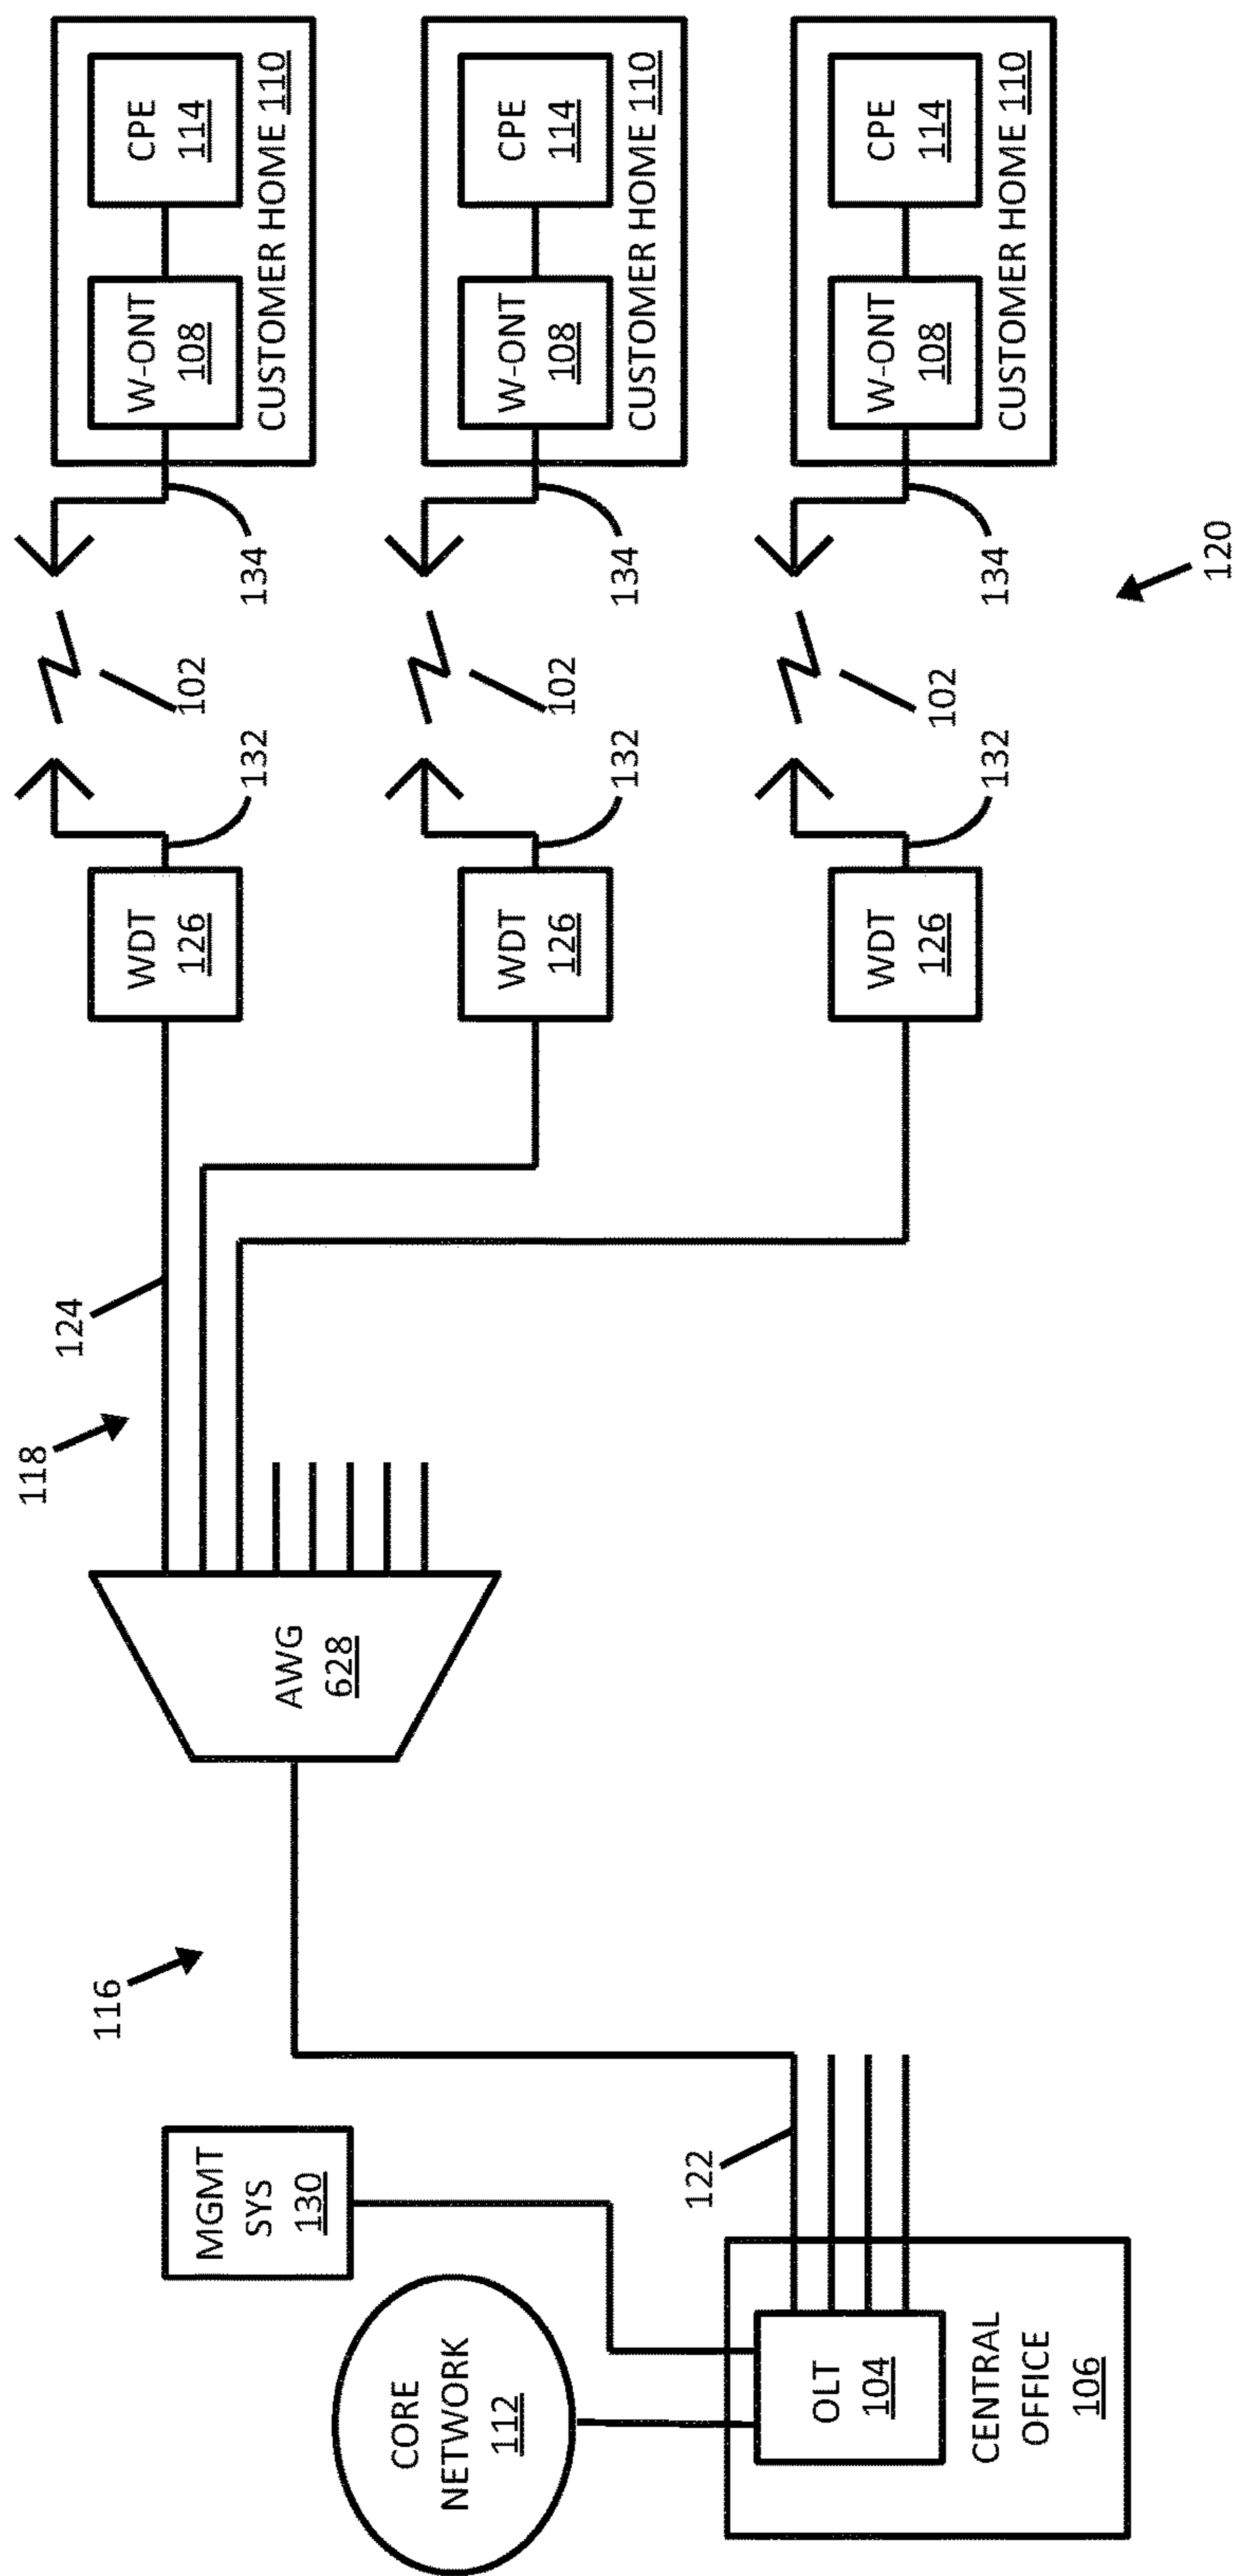 CORE
NETWORK
112
MGMT
SYS
130
OLT
104
CENTRAL
OFFICE
106
122
116
AWG
628
118
124
WDT
126
132
102
134
W-ONT
108
CPE
114
CUSTOMER HOME 110
WDT
126
132
102
134
W-ONT
108
CPE
114
CUSTOMER HOME 110
WDT
126
132
102
134
W-ONT
108
CPE
114
CUSTOMER HOME 110
120